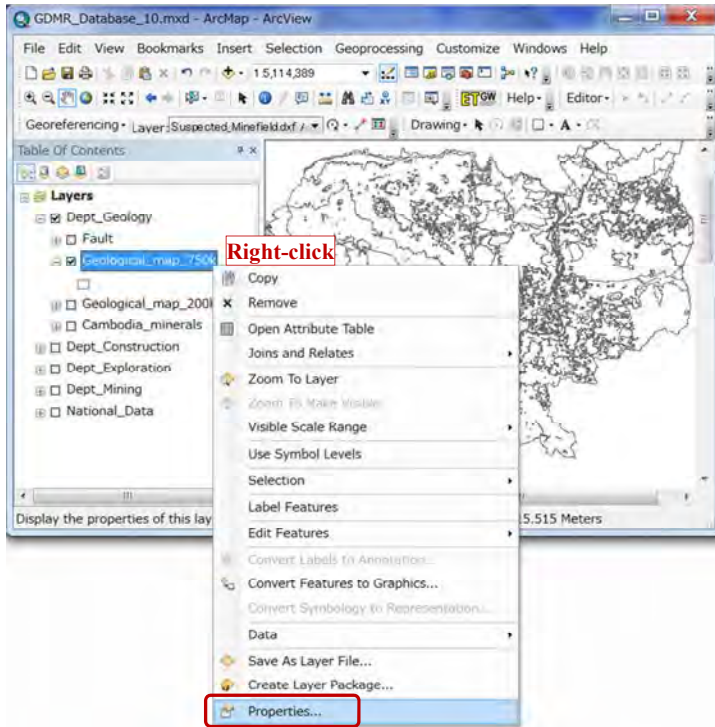 GDMR_Database_10.mxd - ArcMap - ArcView
File Edit View Bookmarks Insert Selection Geoprocessing Customize Windows Help
1:5,114,389
ETGW Help Editor
Georeferencing Layer: Suspected_Minefield.dxf / Drawing A
Table Of Contents
Layers
Dept_Geology
Fault
Geological_map_750k
Right-click
Geological_map_200
Cambodia_minerals
Dept_Construction
Dept_Exploration
Dept_Mining
National_Data
Copy
Remove
Open Attribute Table
Joins and Relates
Zoom To Layer
Zoom To Make Visible
Visible Scale Range
Use Symbol Levels
Selection
Label Features
Edit Features
Convert Labels to Annotation...
Convert Features to Graphics...
Convert Symbology to Representation...
Data
Save As Layer File...
Create Layer Package...
Properties...
Display the properties of this lay
5.515 Meters